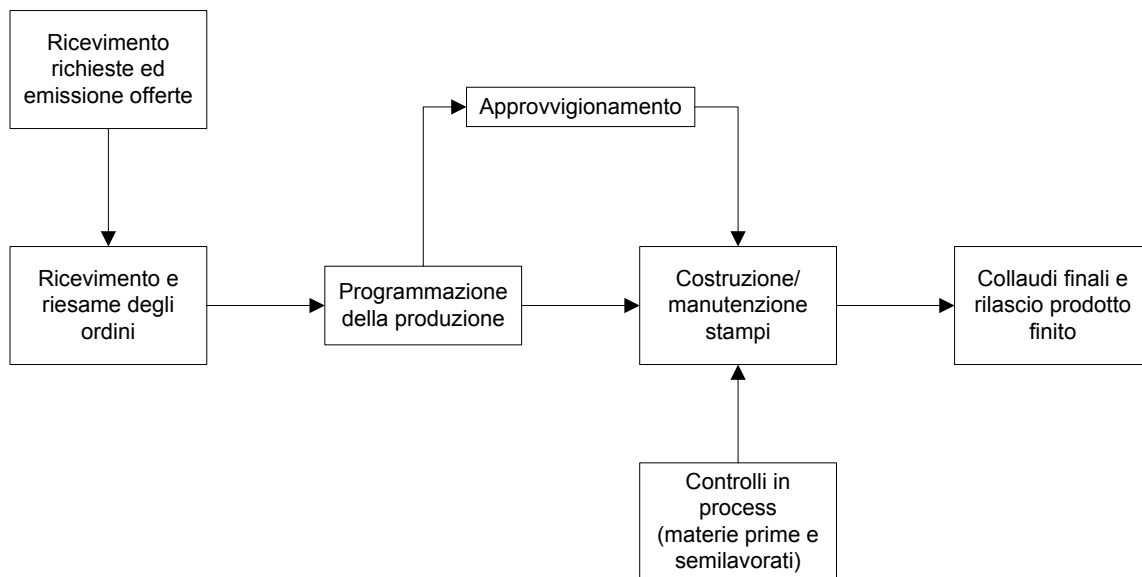 Ricevimento
richieste ed
emissione offerte
Approvvigionamento
Ricevimento e
riesame degli
ordini
Programmazione
della produzione
Costruzione/
manutenzione
stampi
Collaudi finali e
rilascio prodotto
finito
Controlli in
process
(materie prime e
semilavorati)